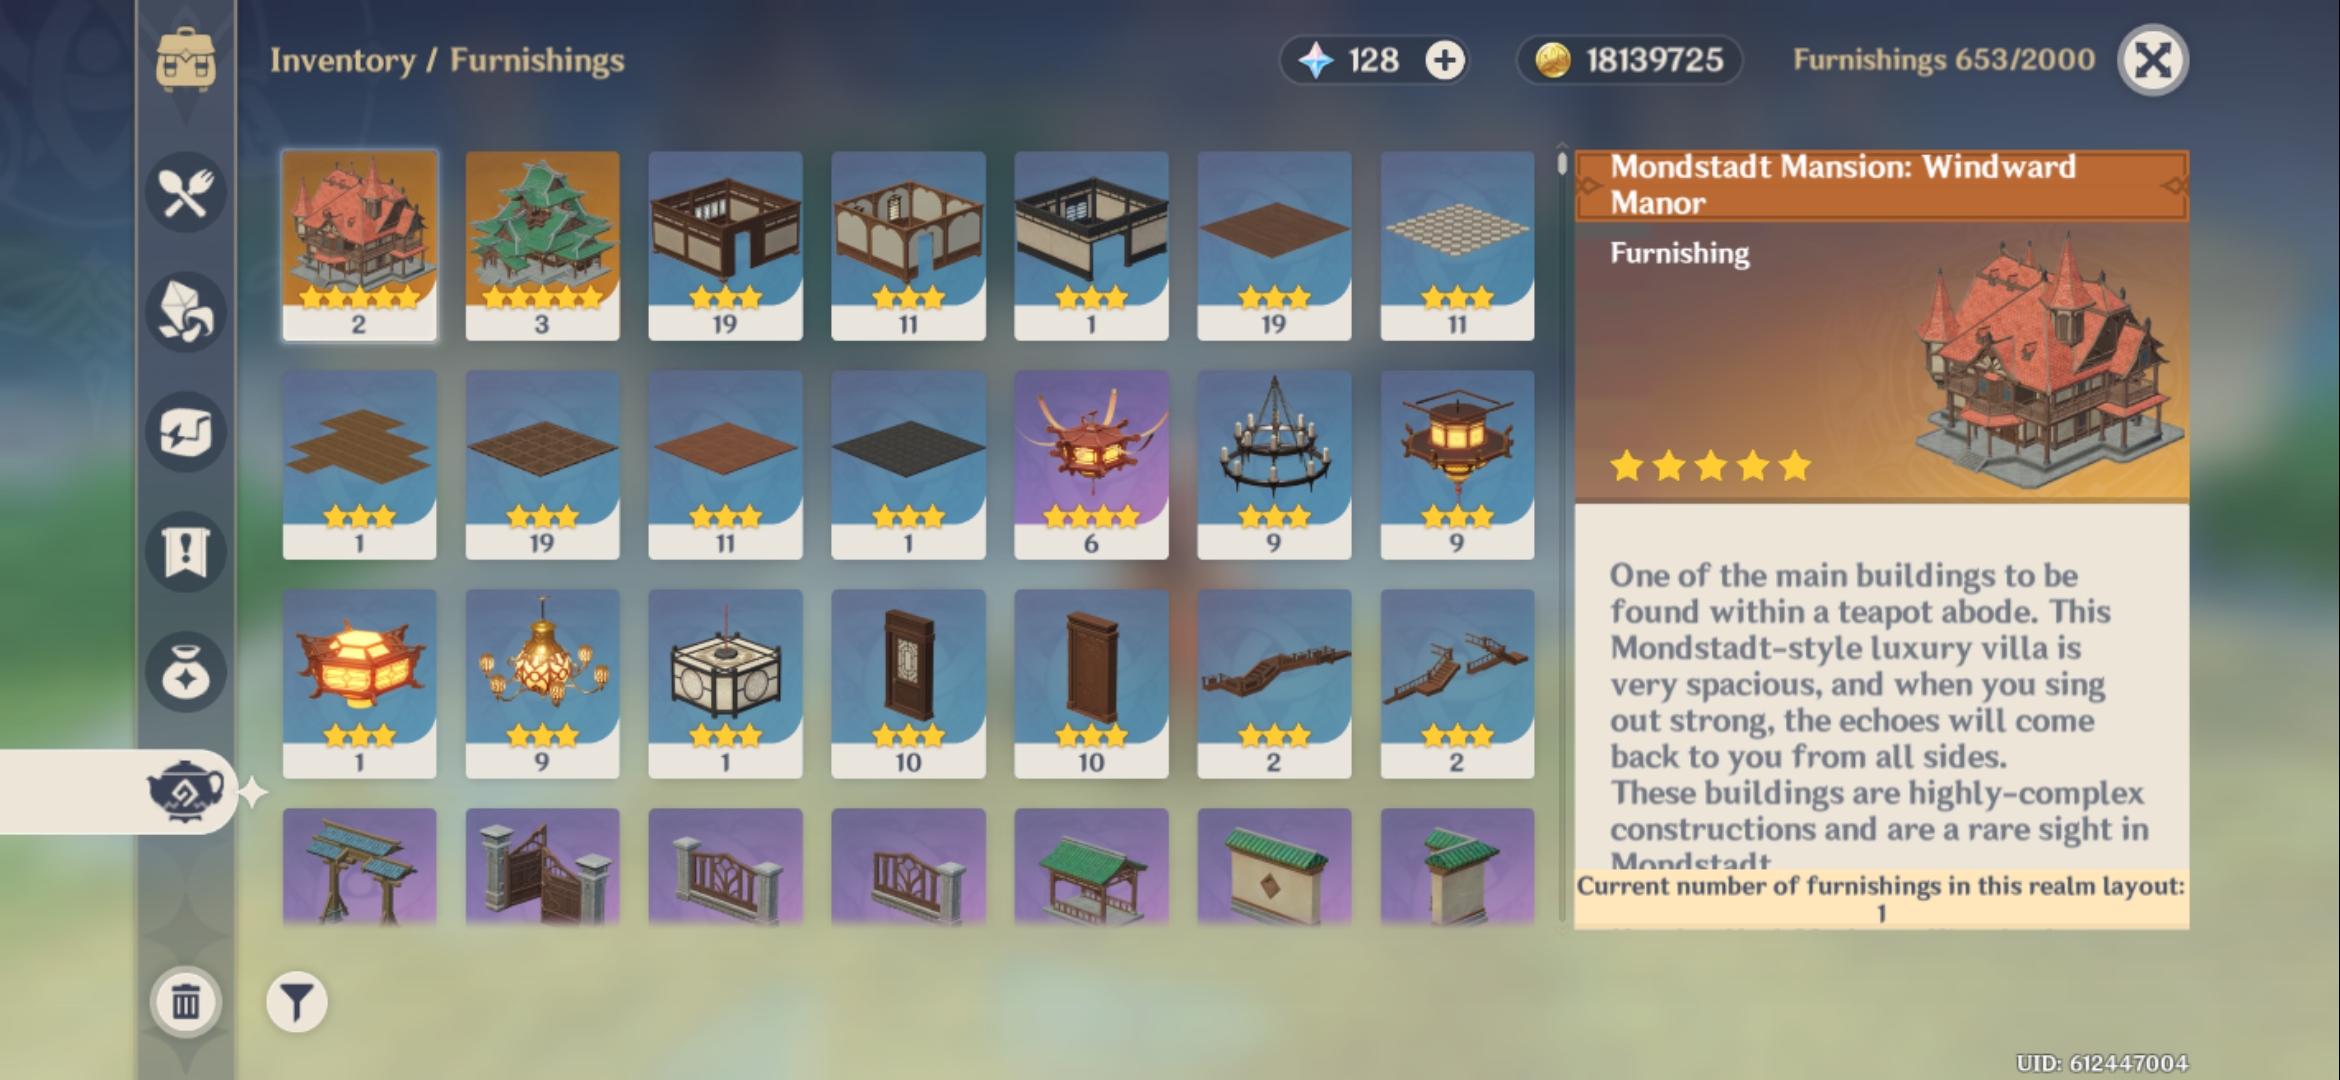 Inventory / Furnishings
128
18139725
Furnishings 653/2000
2
3
19
11
1
19
11
1
19
11
1
6
9
9
1
9
1
10
10
2
2
Mondstadt Mansion: Windward
Manor
Furnishing
One of the main buildings to be
found within a teapot abode. This
Mondstadt-style luxury villa is
very spacious, and when you sing
out strong, the echoes will come
back to you from all sides.
These buildings are highly-complex
constructions and are a rare sight in
Mondstadt
Current number of furnishings in this realm layout:
1
UID: 612447004